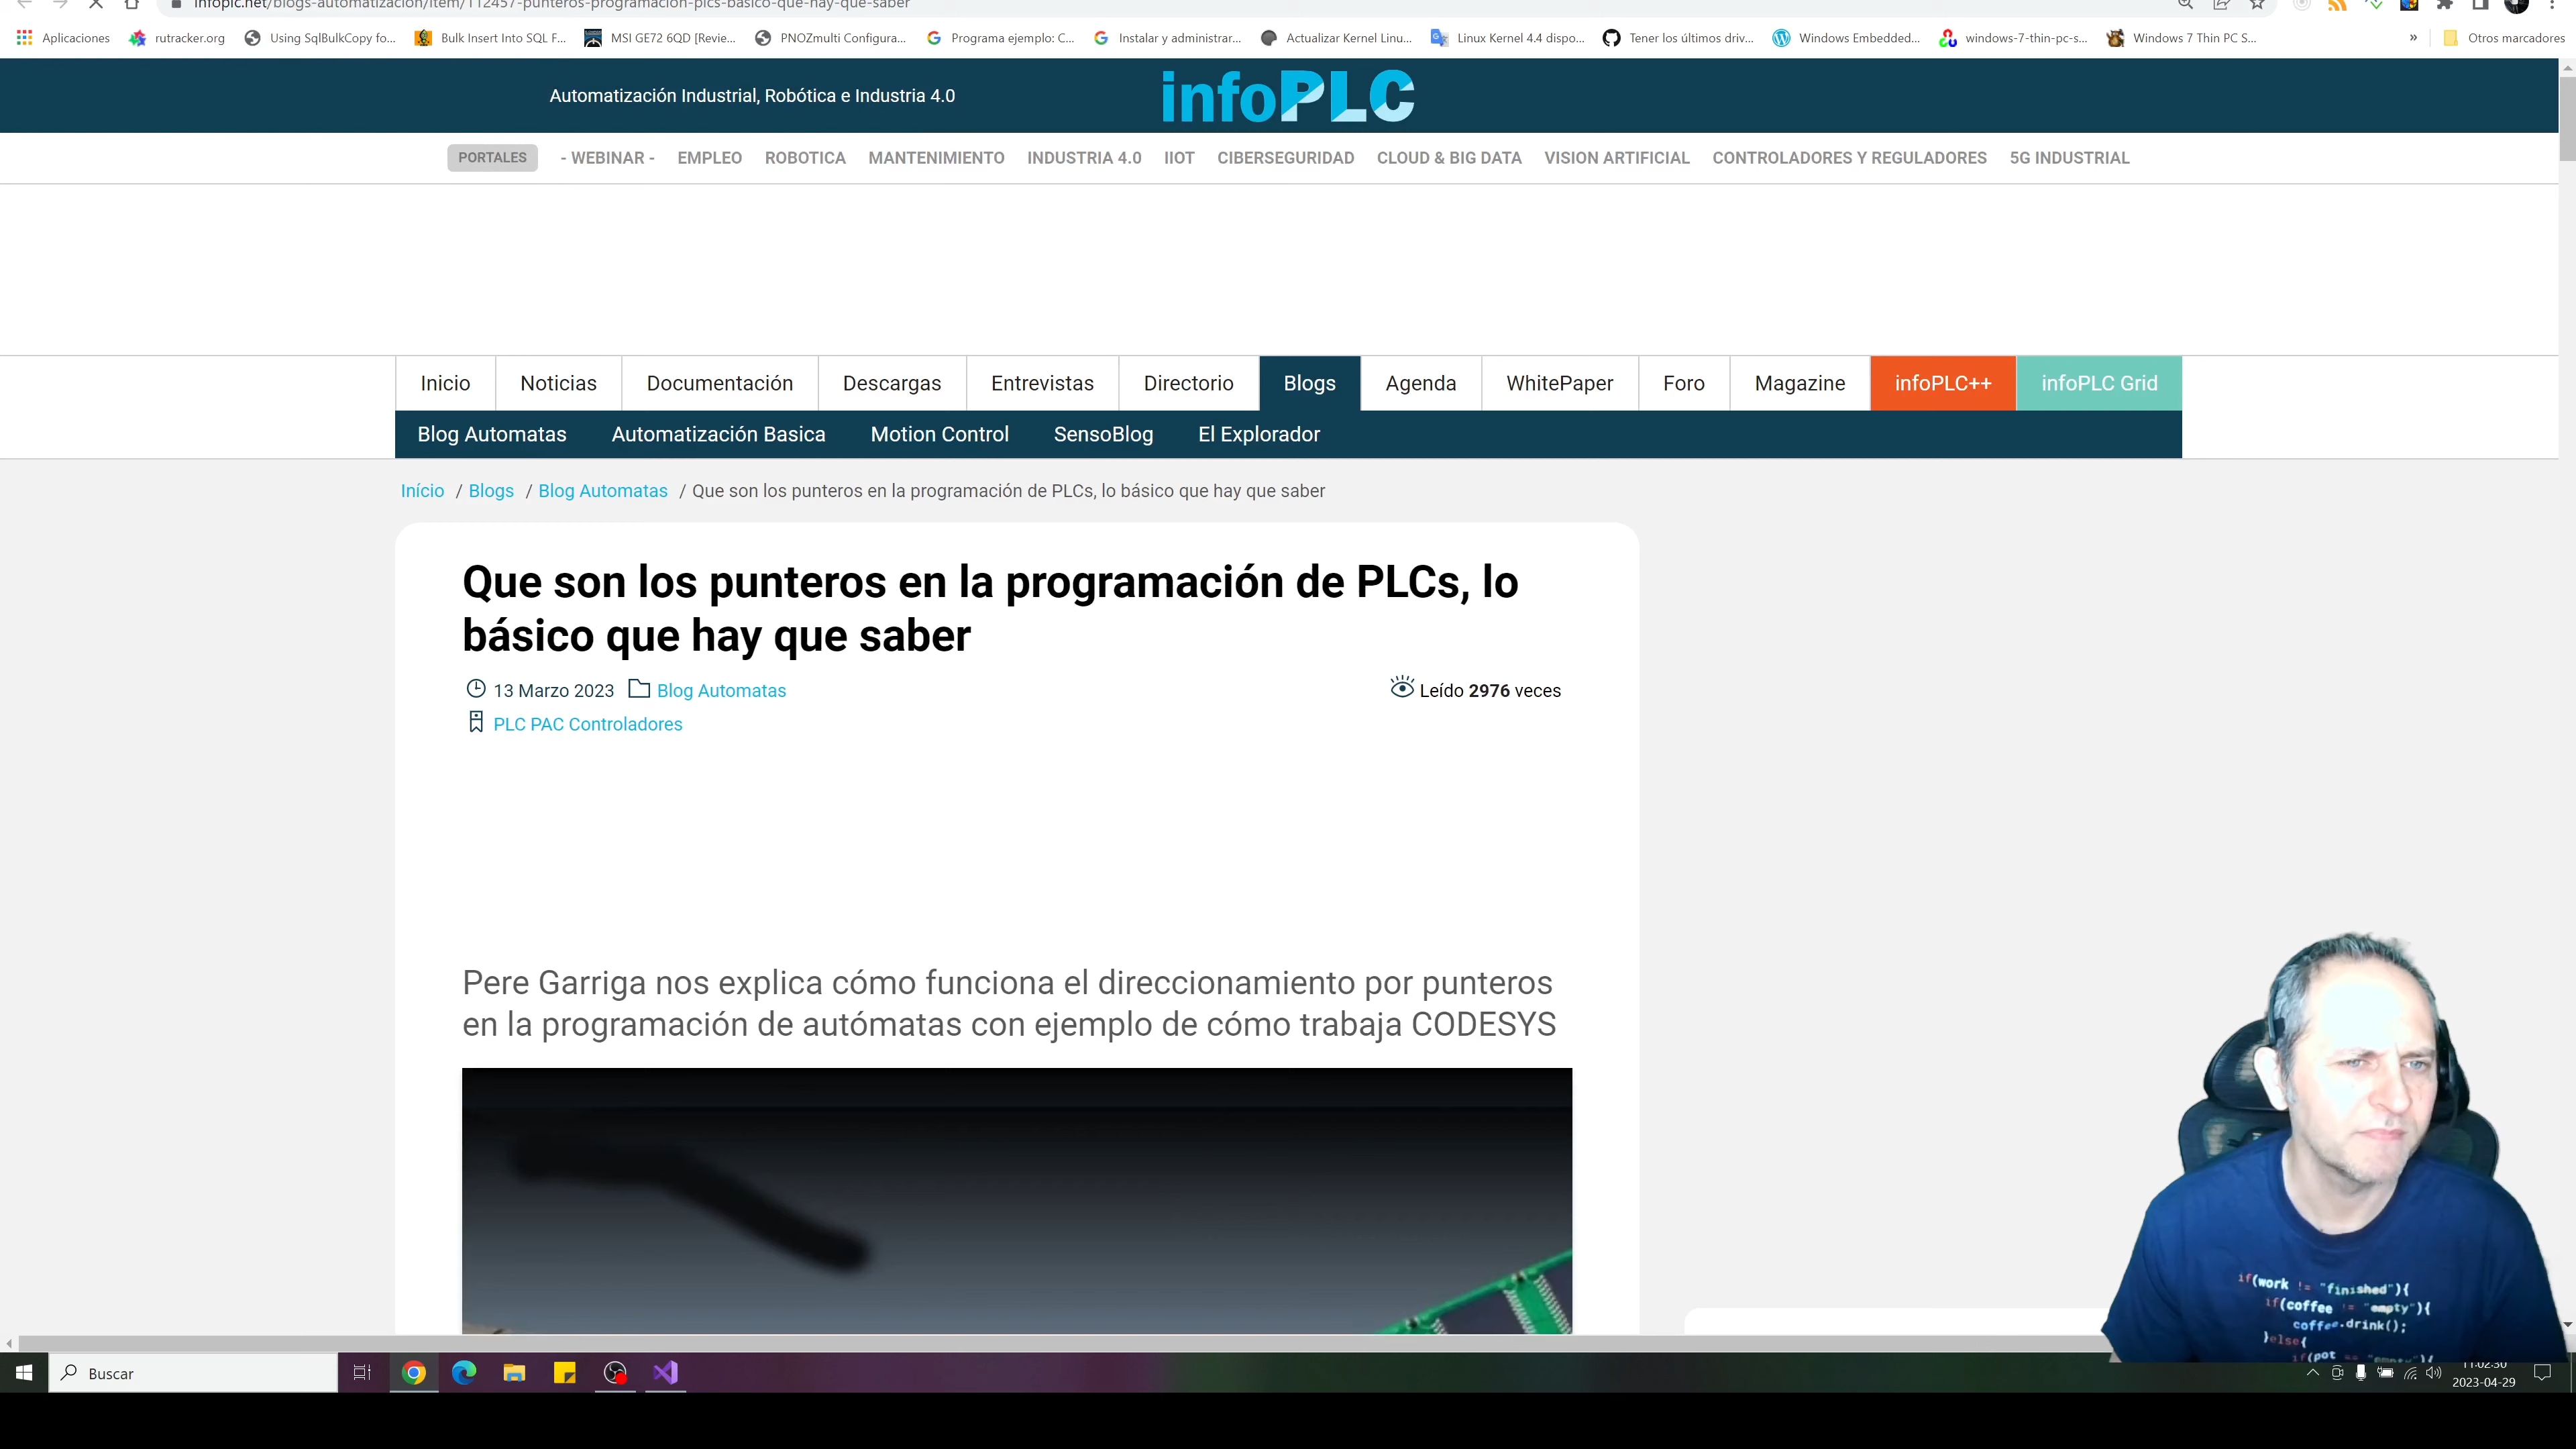 infoplc.net/blogs-automatizacion/item/112457-punteros-programacion-plcs-basico-que-hay-que-saber
Aplicaciones rutracker.org Using SqlBulkCopy fo... Bulk Insert Into SQL F... MSI GE72 6QD [Revie... PNOZmulti Configura... Programa ejemplo: C... Instalar y administrar... Actualizar Kernel Linu... Linux Kernel 4.4 dispo... Tener los últimos driv... Windows Embedded... windows-7-thin-pc-s... Windows 7 Thin PC S... » Otros marcadores
Automatización Industrial, Robótica e Industria 4.0 infoPLC
PORTALES - WEBINAR - EMPLEO ROBOTICA MANTENIMIENTO INDUSTRIA 4.0 IIOT CIBERSEGURIDAD CLOUD & BIG DATA VISION ARTIFICIAL CONTROLADORES Y REGULADORES 5G INDUSTRIAL
Inicio Noticias Documentación Descargas Entrevistas Directorio Blogs Agenda WhitePaper Foro Magazine infoPLC++ infoPLC Grid
Blog Automatas Automatización Basica Motion Control SensoBlog El Explorador
Início / Blogs / Blog Automatas / Que son los punteros en la programación de PLCs, lo básico que hay que saber
Que son los punteros en la programación de PLCs, lo
básico que hay que saber
13 Marzo 2023 Blog Automatas Leído 2976 veces
PLC PAC Controladores
Pere Garriga nos explica cómo funciona el direccionamiento por punteros
en la programación de autómatas con ejemplo de cómo trabaja CODESYS
if(work != "finished"){
if(coffee != "empty"){
coffee.drink();
}else{
if(pot == "empty"){
Buscar
11:02:30
2023-04-29